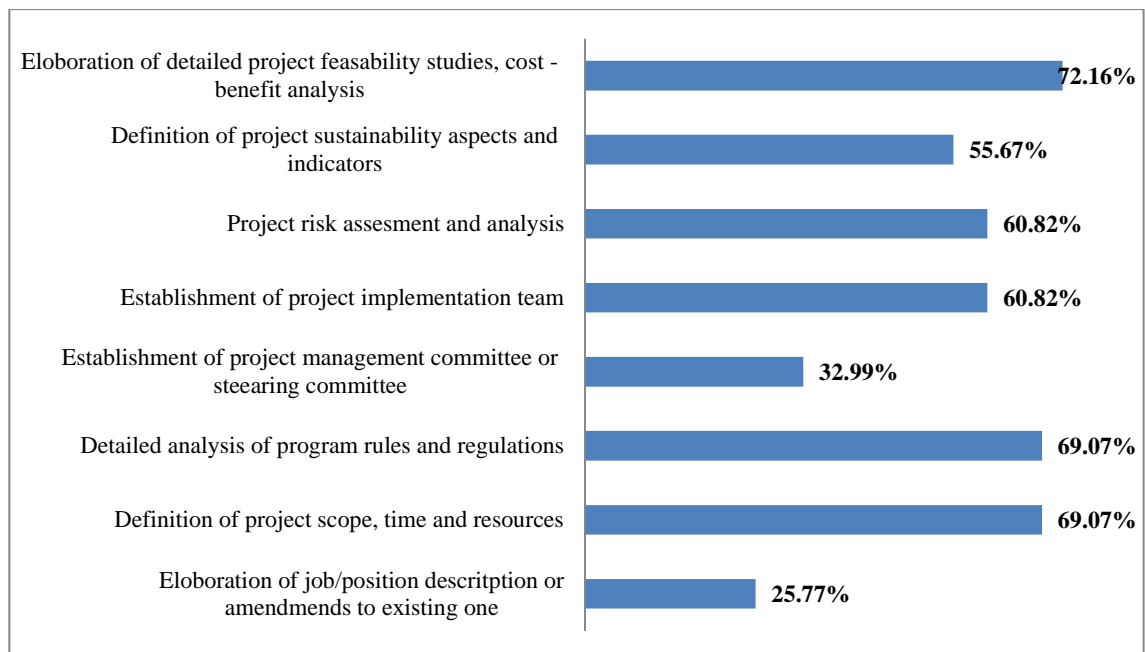 Eloboration of detailed project feasability studies, cost -
benefit analysis
72.16%
Definition of project sustainability aspects and
indicators
55.67%
Project risk assesment and analysis
60.82%
Establishment of project implementation team
60.82%
Establishment of project management committee or
steearing committee
32.99%
Detailed analysis of program rules and regulations
69.07%
Definition of project scope, time and resources
69.07%
Eloboration of job/position descritption or
amendmends to existing one
25.77%